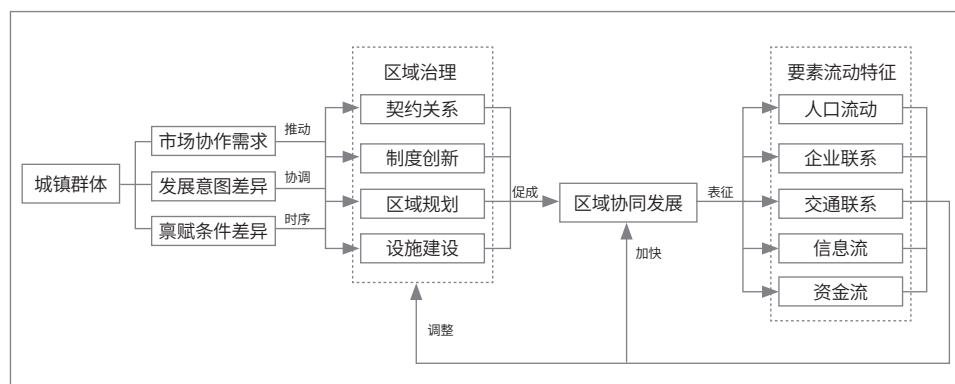 城镇群体
市场协作需求
发展意图差异
禀赋条件差异
推动
协调
时序
区域治理
契约关系
制度创新
区域规划
设施建设
促成
区域协同发展
表征
要素流动特征
人口流动
企业联系
交通联系
信息流
资金流
加快
调整